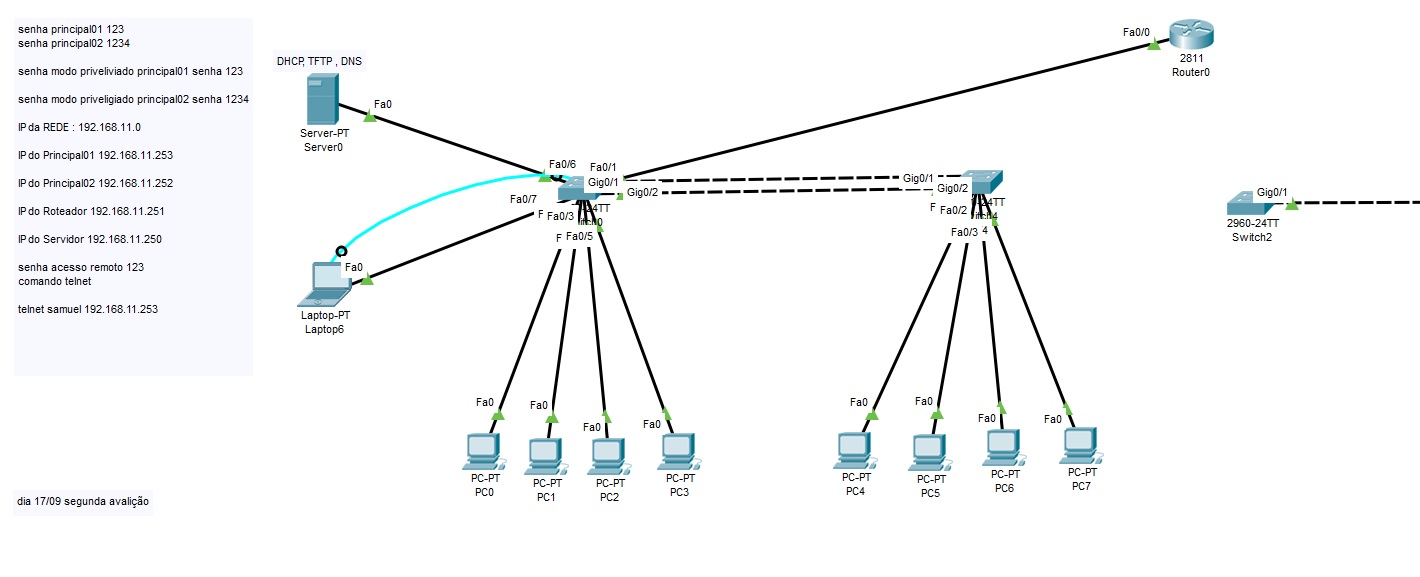 senha principal01 123
senha principal02 1234
senha modo priveliviado principal01 senha 123
senha modo priveligiado principal02 senha 1234
IP da REDE : 192.168.11.0
IP do Principal01 192.168.11.253
IP do Principal02 192.168.11.252
IP do Roteador 192.168.11.251
IP do Servidor 192.168.11.250
senha acesso remoto 123
comando telnet
telnet samuel 192.168.11.253
dia 17/09 segunda avalição
DHCP, TFTP , DNS
Fa0
Server-PT
Server0
Fa0/6
Fa0/1
Gig0/1
Gig0/2
Fa0/7
F
Fa0/3
F
Fa0/5
Fa0
Laptop-PT
Laptop6
Fa0/0
2811
Router0
Gig0/1
Gig0/2
F
Fa0/2
Fa0/3
4
Gig0/1
2960-24TT
Switch2
Fa0
PC-PT
PC0
Fa0
PC-PT
PC1
Fa0
PC-PT
PC2
Fa0
PC-PT
PC3
Fa0
PC-PT
PC4
Fa0
PC-PT
PC5
Fa0
PC-PT
PC6
Fa0
PC-PT
PC7